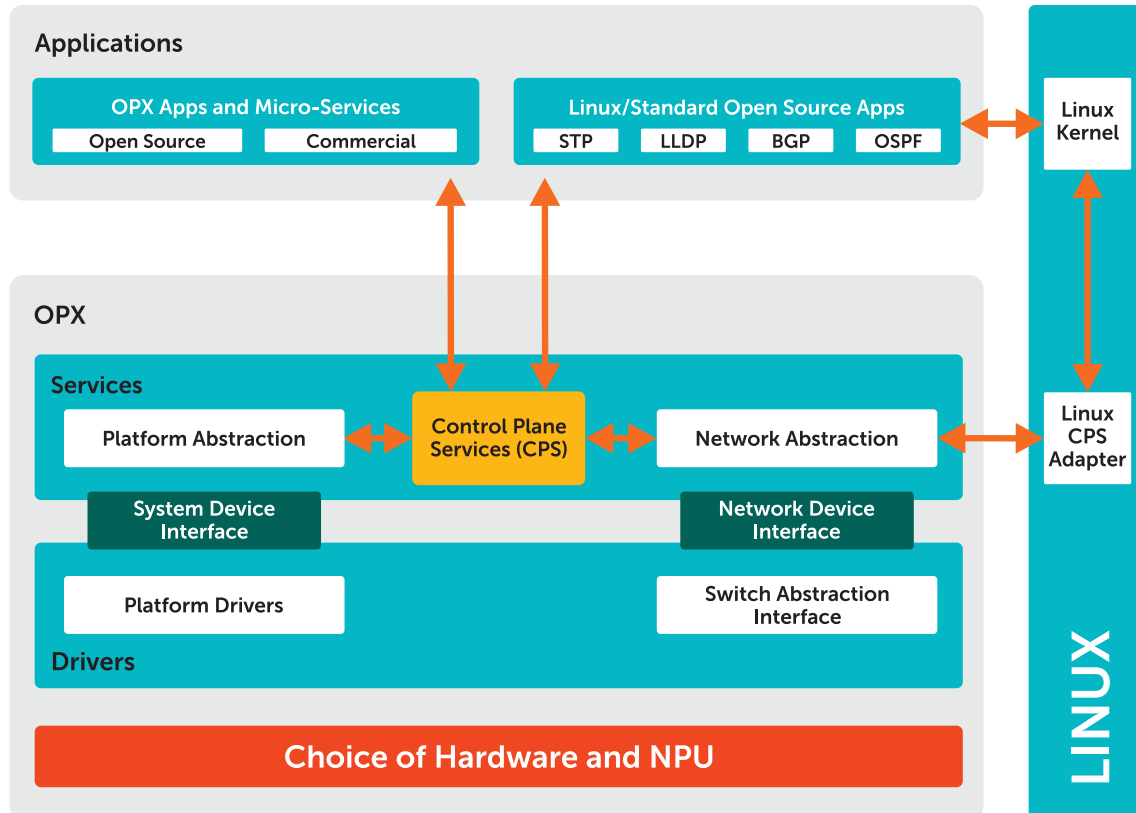 Applications
OPX Apps and Micro-Services
Open Source
Commercial
Linux/Standard Open Source Apps
STP
LLDP
BGP
OSPF
Linux
Kernel
OPX
Services
Platform Abstraction
Control Plane
Services (CPS)
Network Abstraction
Linux
CPS
Adapter
System Device
Interface
Network Device
Interface
Platform Drivers
Switch Abstraction
Interface
Drivers
Choice of Hardware and NPU
LINUX